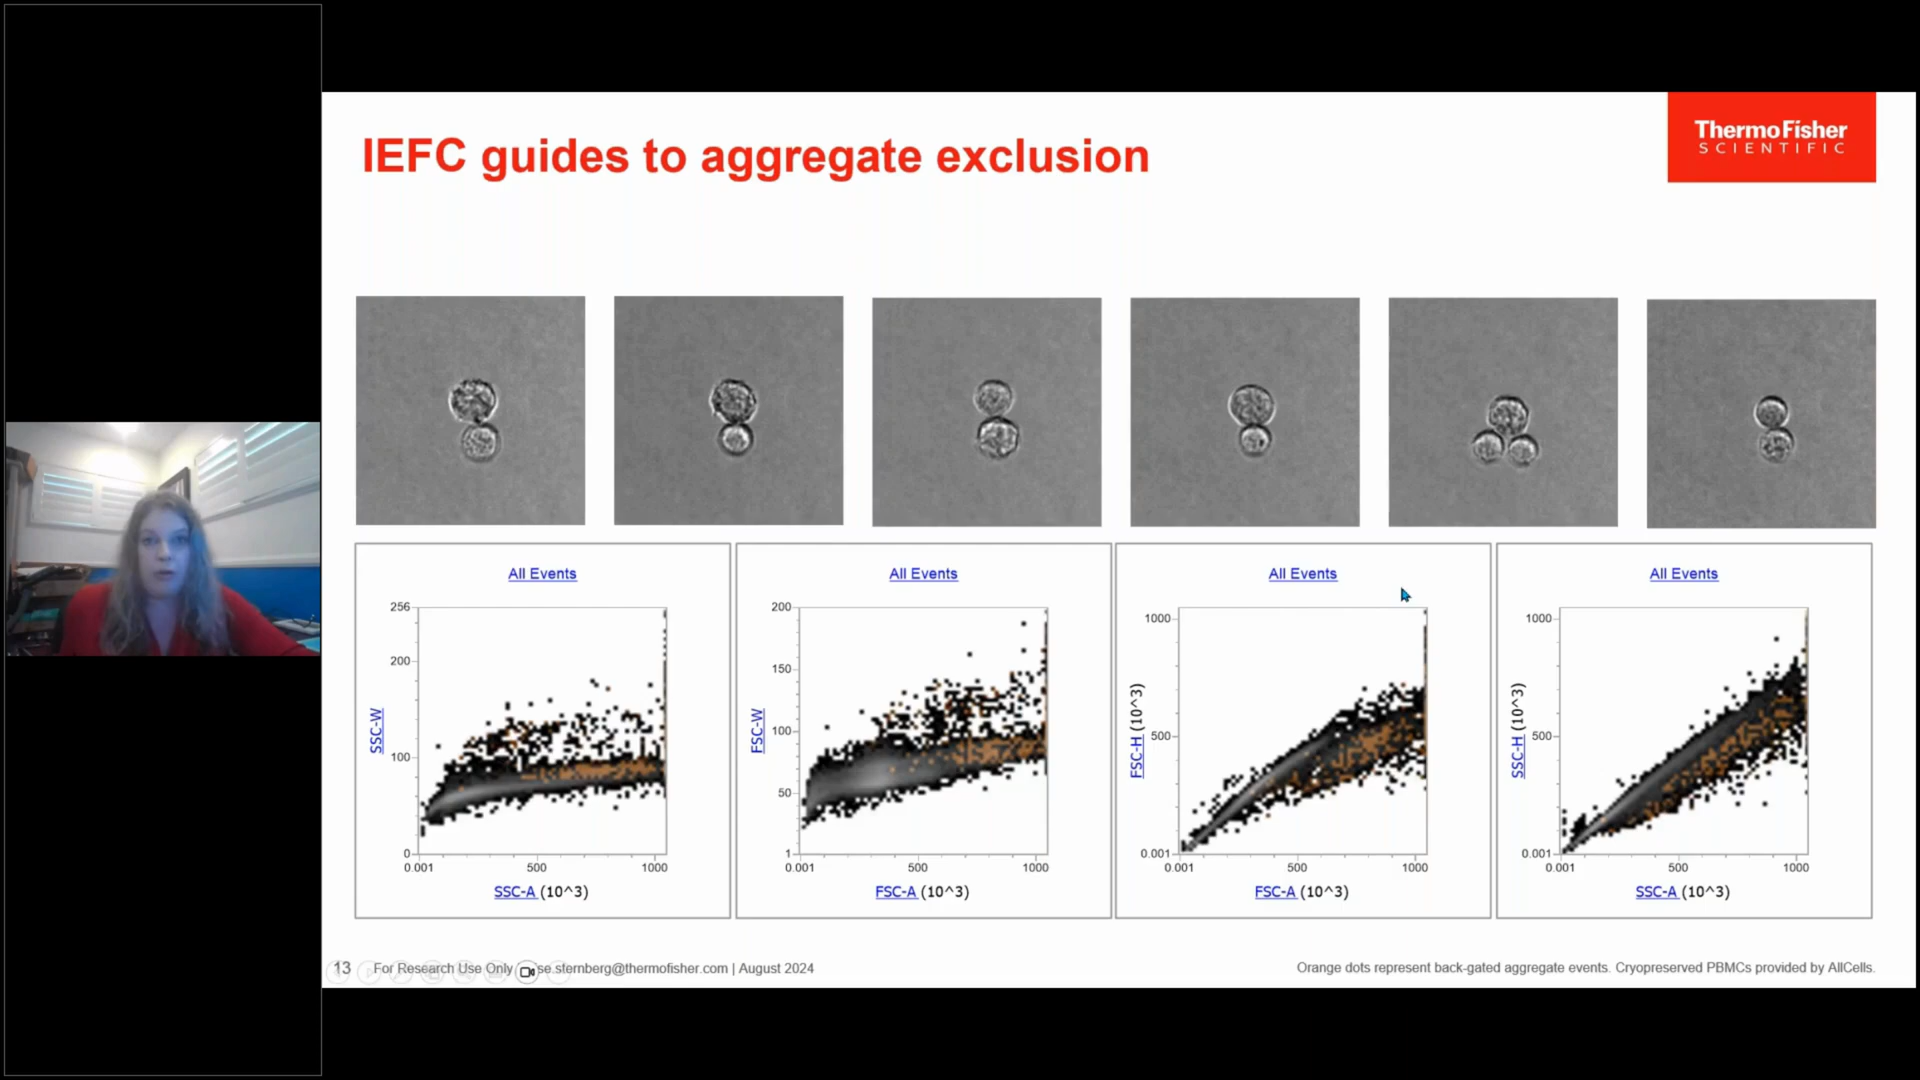 IEFC guides to aggregate exclusion
ThermoFisher
SCIENTIFIC
All Events
256
200
100
0
0.001
500
1000
SSC-W
SSC-A (10^3)
All Events
200
150
100
50
1
0.001
500
1000
FSC-W
FSC-A (10^3)
All Events
1000
500
0.001
0.001
500
1000
FSC-H (10^3)
FSC-A (10^3)
All Events
1000
500
0.001
0.001
500
1000
SSC-H (10^3)
SSC-A (10^3)
13
For Research Use Only se.sternberg@thermofisher.com | August 2024
Orange dots represent back-gated aggregate events. Cryopreserved PBMCs provided by AllCells.